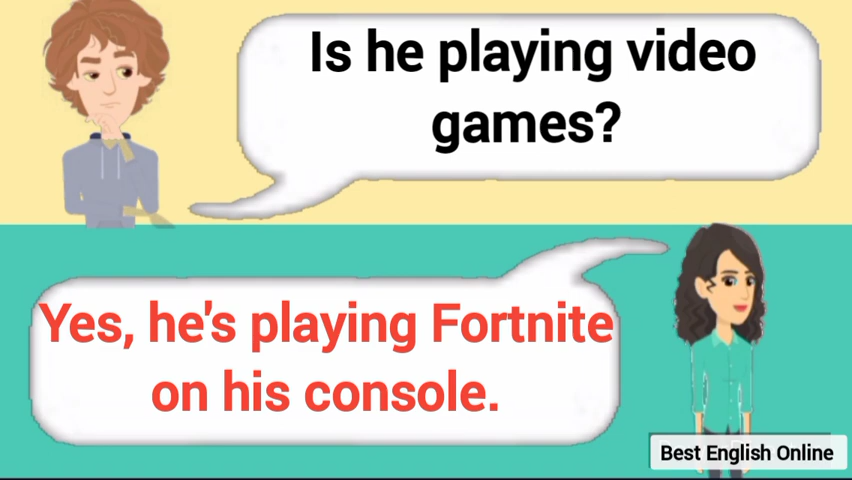 Is he playing video
games?
Yes, he's playing Fortnite
on his console.
Best English Online